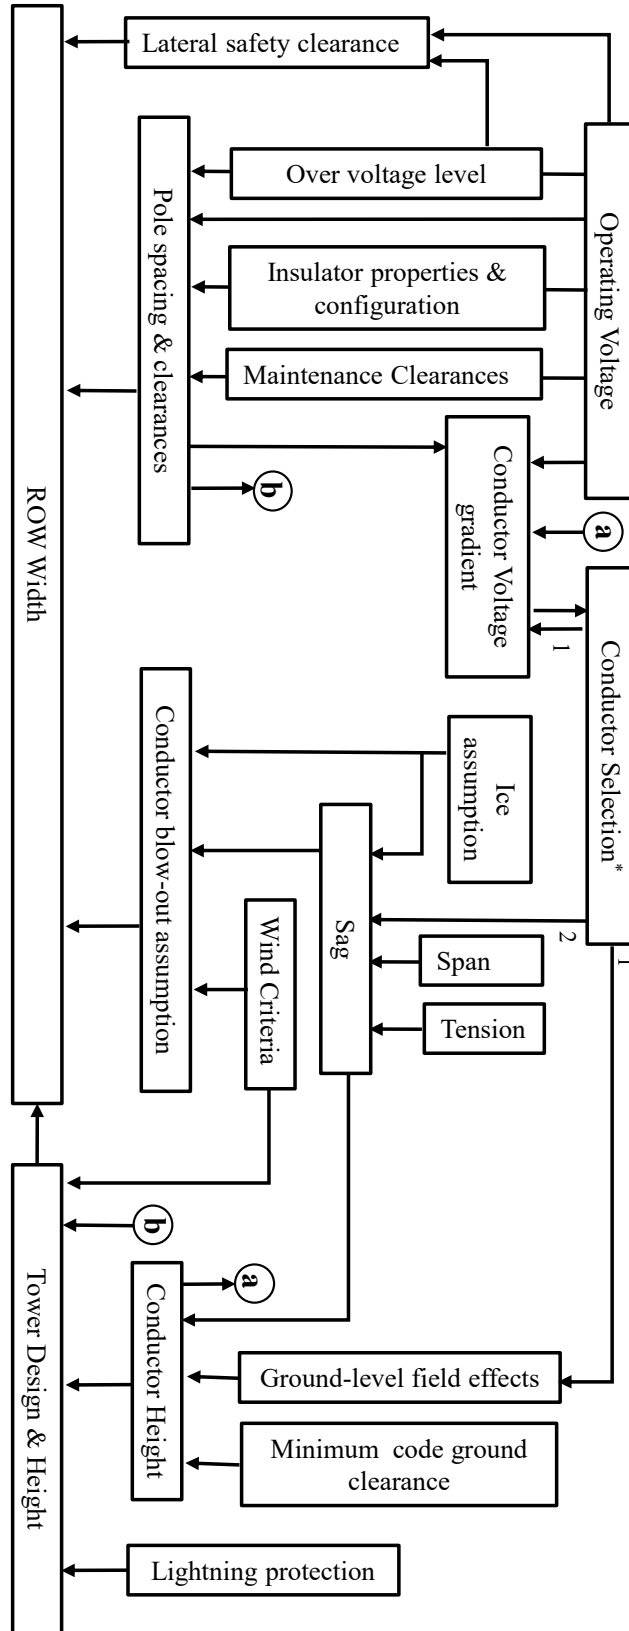 Lateral safety clearance
Operating Voltage
Over voltage level
Pole spacing & clearances
Insulator properties &
configuration
Maintenance Clearances
Conductor Voltage
gradient
b
a
ROW Width
1
Conductor Selection*
Ice
assumption
Conductor blow-out assumption
Sag
2
1
Wind Criteria
Span
Tension
b
a
Tower Design & Height
Conductor Height
Ground-level field effects
Minimum code ground
clearance
Lightning protection